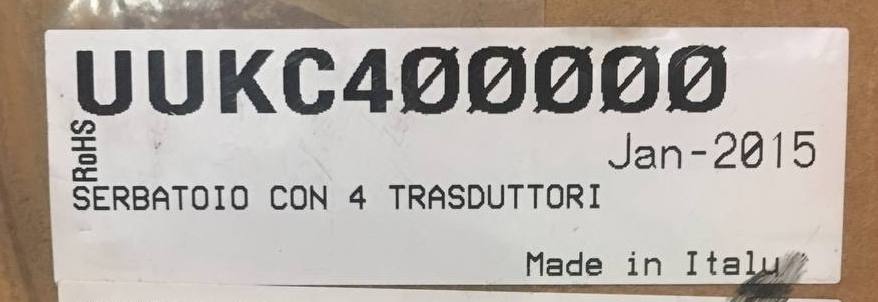 UUKC400000
RoHS
Jan-2015
SERBATOIO CON 4 TRASDUTTORI
Made in Italy